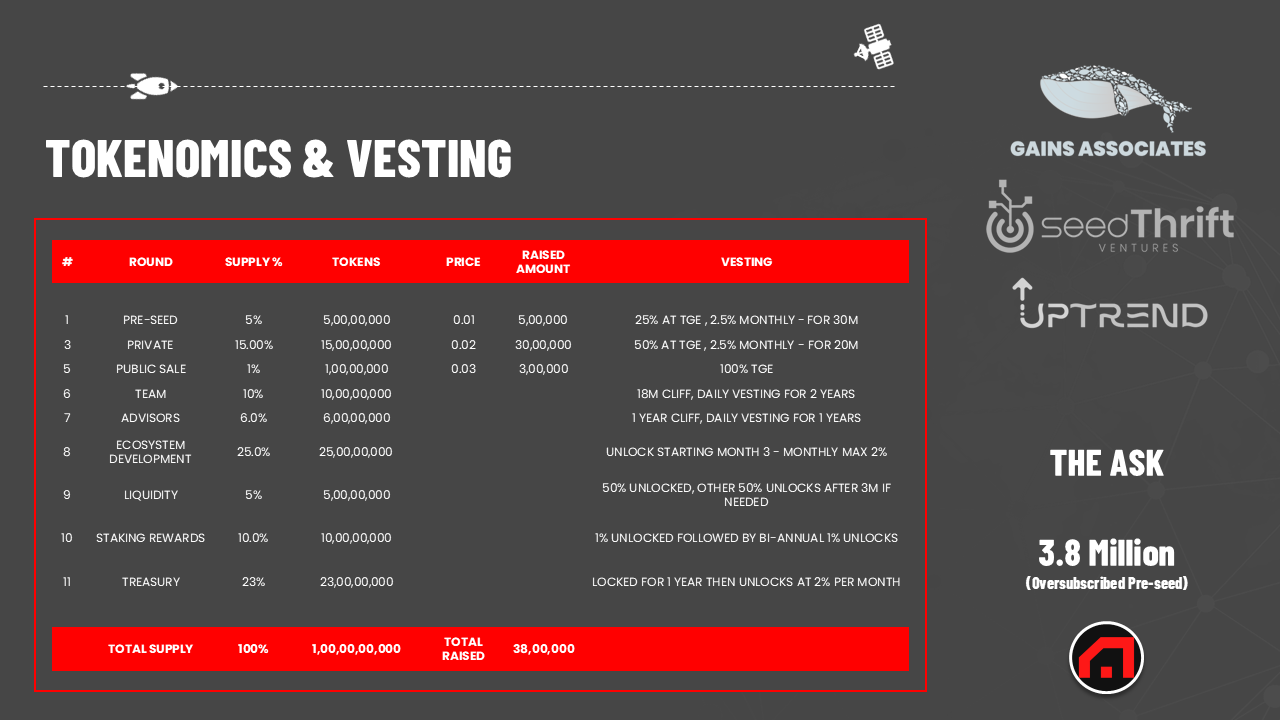 TOKENOMICS & VESTING
# ROUND SUPPLY % TOKENS PRICE RAISED AMOUNT VESTING
1 PRE-SEED 5% 5,00,00,000 0.01 5,00,000 25% AT TGE , 2.5% MONTHLY - FOR 30M
3 PRIVATE 15.00% 15,00,00,000 0.02 30,00,000 50% AT TGE , 2.5% MONTHLY - FOR 20M
5 PUBLIC SALE 1% 1,00,00,000 0.03 3,00,000 100% TGE
6 TEAM 10% 10,00,00,000 18M CLIFF, DAILY VESTING FOR 2 YEARS
7 ADVISORS 6.0% 6,00,00,000 1 YEAR CLIFF, DAILY VESTING FOR 1 YEARS
8 ECOSYSTEM DEVELOPMENT 25.0% 25,00,00,000 UNLOCK STARTING MONTH 3 - MONTHLY MAX 2%
9 LIQUIDITY 5% 5,00,00,000 50% UNLOCKED, OTHER 50% UNLOCKS AFTER 3M IF NEEDED
10 STAKING REWARDS 10.0% 10,00,00,000 1% UNLOCKED FOLLOWED BY BI-ANNUAL 1% UNLOCKS
11 TREASURY 23% 23,00,00,000 LOCKED FOR 1 YEAR THEN UNLOCKS AT 2% PER MONTH
TOTAL SUPPLY 100% 1,00,00,00,000 TOTAL RAISED 38,00,000
GAINS ASSOCIATES
seedThrift
VENTURES
UPTREND
THE ASK
3.8 Million
(Oversubscribed Pre-seed)